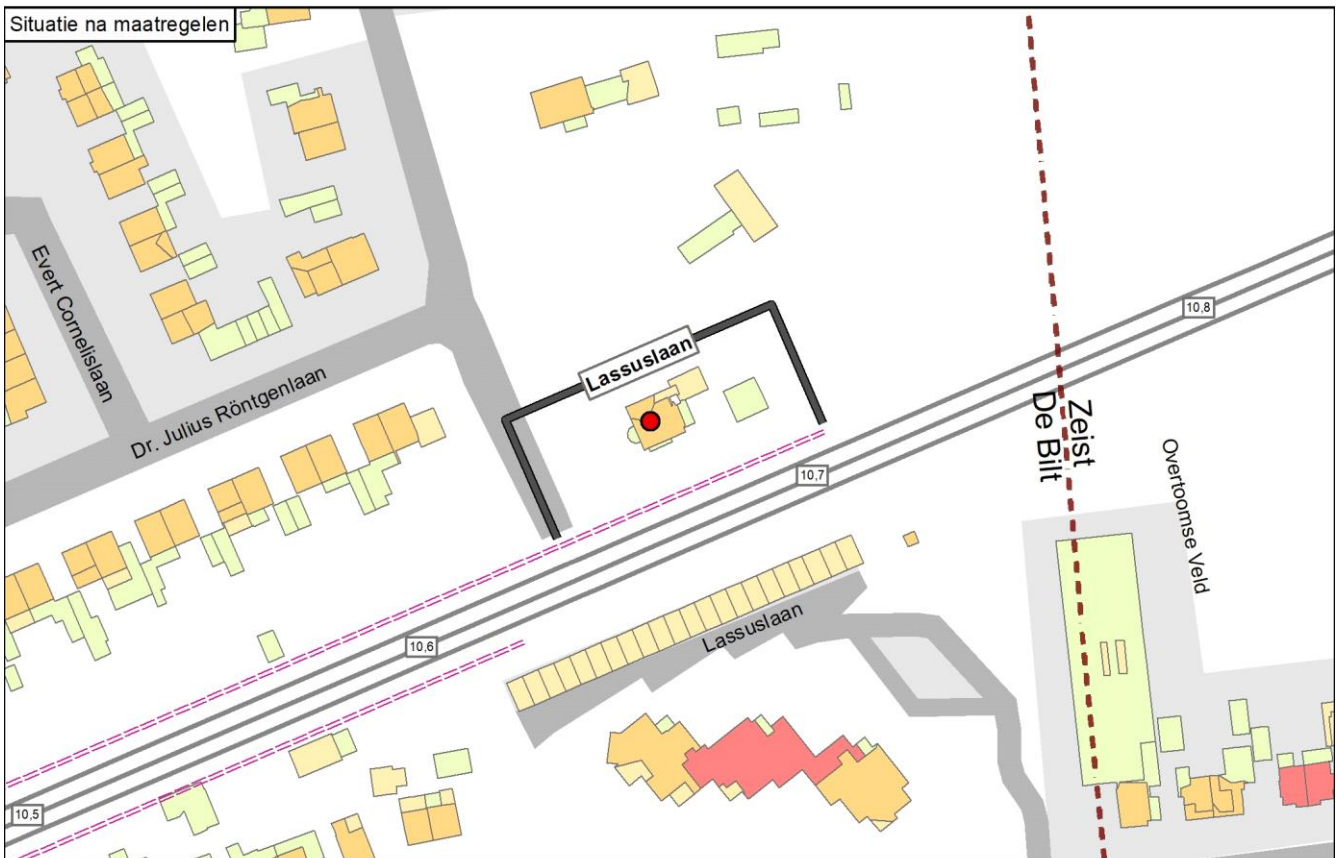 Situatie na maatregelen
Evert Cornelislaan
Dr. Julius Röntgenlaan
Lassuslaan
10,8
Zeist
De Bilt
10,7
Overtoomse Veld
Lassuslaan
10,6
10,5